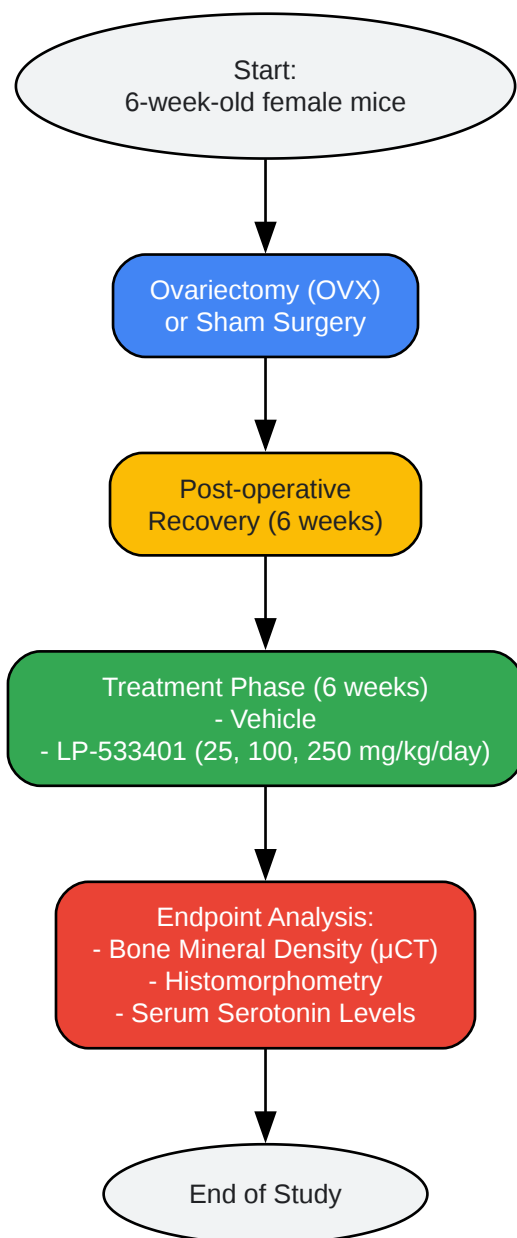 Start:
6-week-old female mice
Ovariectomy (OVX)
or Sham Surgery
Post-operative
Recovery (6 weeks)
Treatment Phase (6 weeks)
- Vehicle
- LP-533401 (25, 100, 250 mg/kg/day)
Endpoint Analysis:
- Bone Mineral Density (μCT)
- Histomorphometry
- Serum Serotonin Levels
End of Study